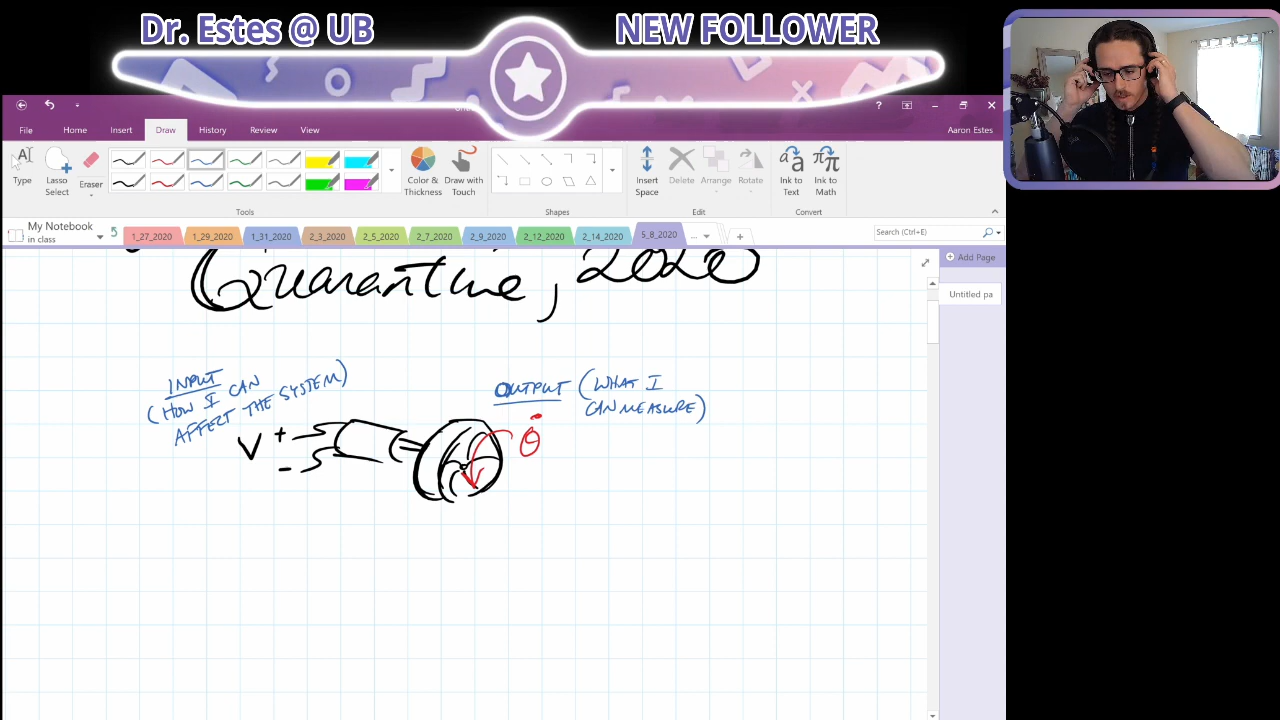 Dr. Estes @ UB
NEW FOLLOWER
File
Home
Insert
Draw
History
Review
View
Aaron Estes
Type
Lasso Select
Eraser
Color & Thickness
Draw with Touch
Insert Space
Delete
Arrange
Rotate
Ink to Text
Ink to Math
Tools
Shapes
Edit
Convert
My Notebook
in class
1_27_2020
1_29_2020
1_31_2020
2_3_2020
2_5_2020
2_7_2020
2_9_2020
2_12_2020
2_14_2020
5_8_2020
...
Search (Ctrl+E)
Add Page
Untitled pa
Quarantine, 2020
INPUT
(HOW I CAN
AFFECT THE SYSTEM)
OUTPUT (WHAT I
CAN MEASURE)
V + -
θ̇